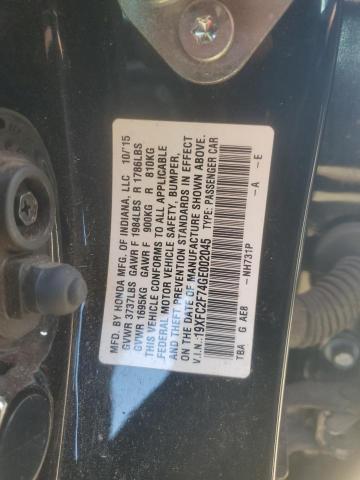 MFD. BY HONDA MFG. OF INDIANA, LLC 10/15
GVWR 3737LBS GAWR F 1984LBS R 1786LBS
GVWR 1695KG GAWR F 900KG R 810KG
THIS VEHICLE CONFORMS TO ALL APPLICABLE
FEDERAL MOTOR VEHICLE SAFETY, BUMPER,
AND THEFT PREVENTION STANDARDS IN EFFECT
ON THE DATE OF MANUFACTURE SHOWN ABOVE.
V.I.N.:19XFC2F74GE002045 TYPE:PASSENGER CAR
-NH731P -A -E
TBA G AE8